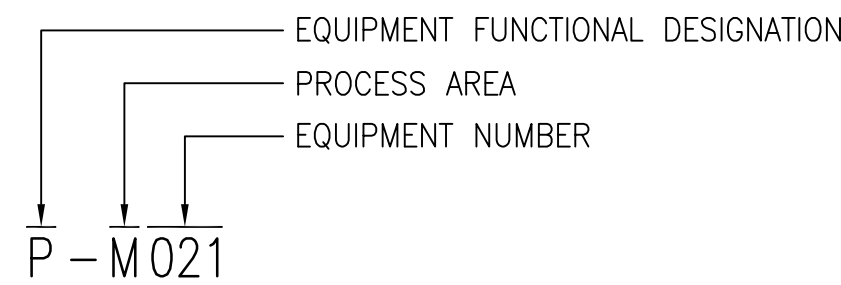 EQUIPMENT FUNCTIONAL DESIGNATION
PROCESS AREA
EQUIPMENT NUMBER
P-M021